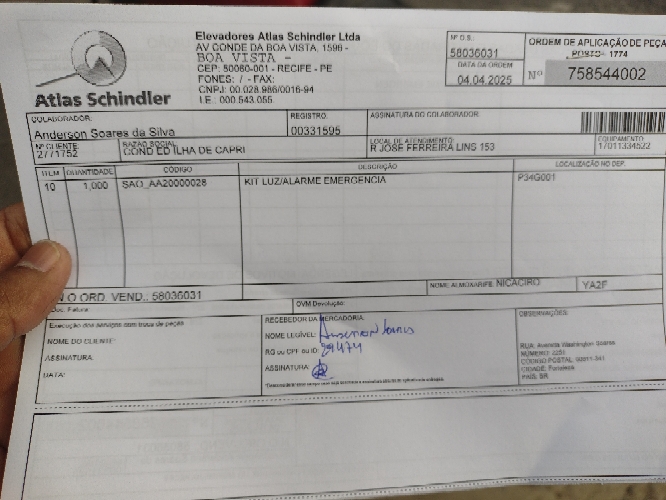 Atlas Schindler
Elevadores Atlas Schindler Ltda
AV CONDE DA BOA VISTA, 1596 -
BOA VISTA -
CEP: 50060-001 - RECIFE - PE
FONES: / - FAX:
CNPJ: 00.028.986/0016-94
I.E.: 000.543.055
Nº O.S.:
58036031
DATA DA ORDEM
04.04.2025
ORDEM DE APLICAÇÃO DE PEÇA
POSTO- 1774
Nº 758544002
COLABORADOR:
Anderson Soares da Silva
REGISTRO:
00331595
ASSINATURA DO COLABORADOR:
Nº CLIENTE:
2771752
RAZÃO SOCIAL:
COND ED ILHA DE CAPRI
LOCAL DE ATENDIMENTO:
R JOSE FERREIRA LINS 153
EQUIPAMENTO:
ITEM QUANTIDADE CÓDIGO DESCRIÇÃO LOCALIZAÇÃO NO DEP.
10 1,000 SAO_AA20000028 KIT LUZ/ALARME EMERGENCIA P34G001
NOME ALMOXARIFE: NICACIRO YA2F
O ORD. VEND.: 58036031
Doc. Fatura:
OVM Devolução:
Execução dos serviços com troca de peças
NOME DO CLIENTE:
ASSINATURA:
DATA:
RECEBEDOR DA MERCADORIA:
NOME LEGÍVEL:
RG ou CPF ou ID:
ASSINATURA:
OBSERVAÇÕES:
RUA: Avenida Washington Soares
CIDADE: Fortaleza
PAÍS: BR